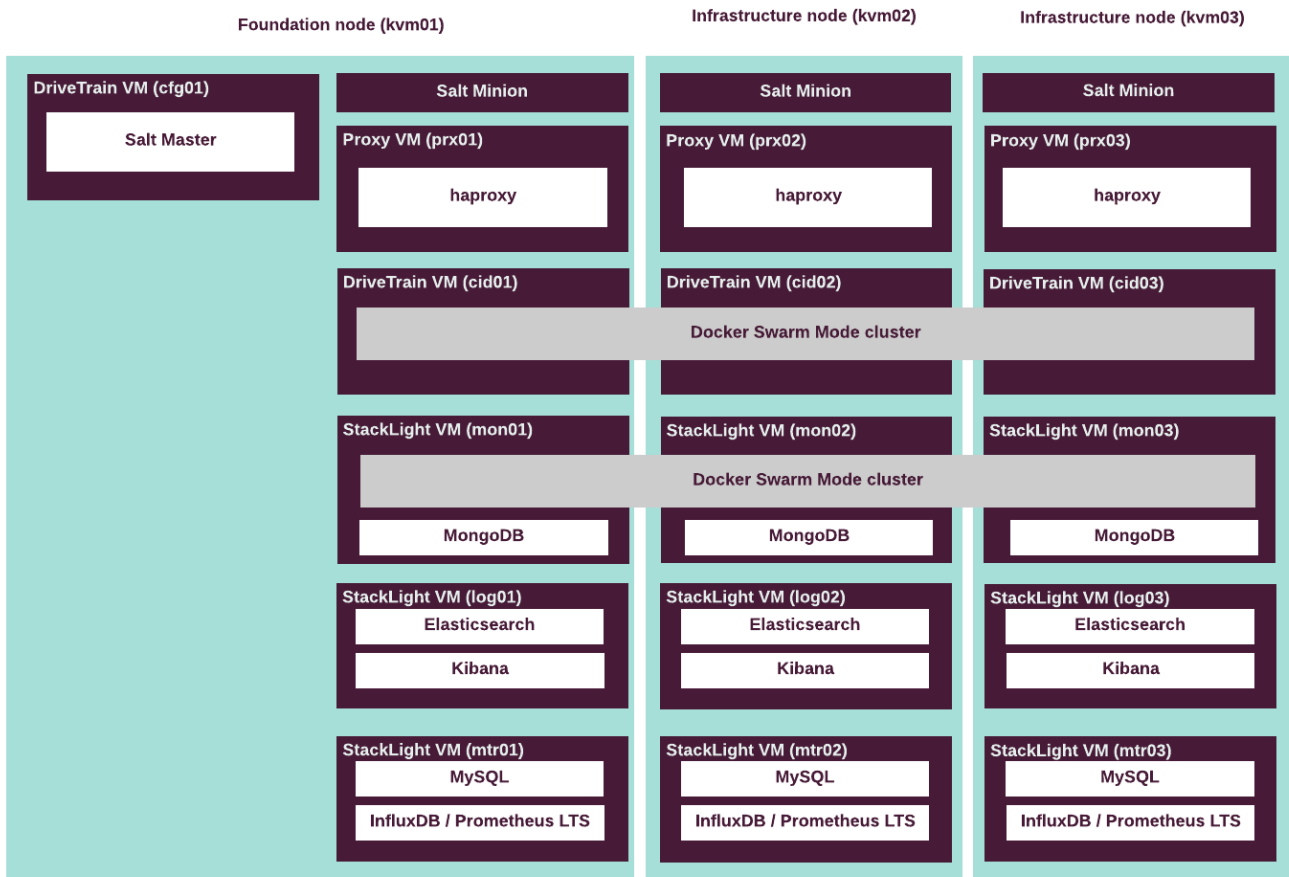 Foundation node (kvm01)
Infrastructure node (kvm02)
Infrastructure node (kvm03)
DriveTrain VM (cfg01)
Salt Master
Salt Minion
Salt Minion
Salt Minion
Proxy VM (prx01)
Proxy VM (prx02)
Proxy VM (prx03)
haproxy
haproxy
haproxy
DriveTrain VM (cid01)
DriveTrain VM (cid02)
DriveTrain VM (cid03)
Docker Swarm Mode cluster
StackLight VM (mon01)
StackLight VM (mon02)
StackLight VM (mon03)
Docker Swarm Mode cluster
MongoDB
MongoDB
MongoDB
StackLight VM (log01)
StackLight VM (log02)
StackLight VM (log03)
Elasticsearch
Elasticsearch
Elasticsearch
Kibana
Kibana
Kibana
StackLight VM (mtr01)
StackLight VM (mtr02)
StackLight VM (mtr03)
MySQL
MySQL
MySQL
InfluxDB / Prometheus LTS
InfluxDB / Prometheus LTS
InfluxDB / Prometheus LTS